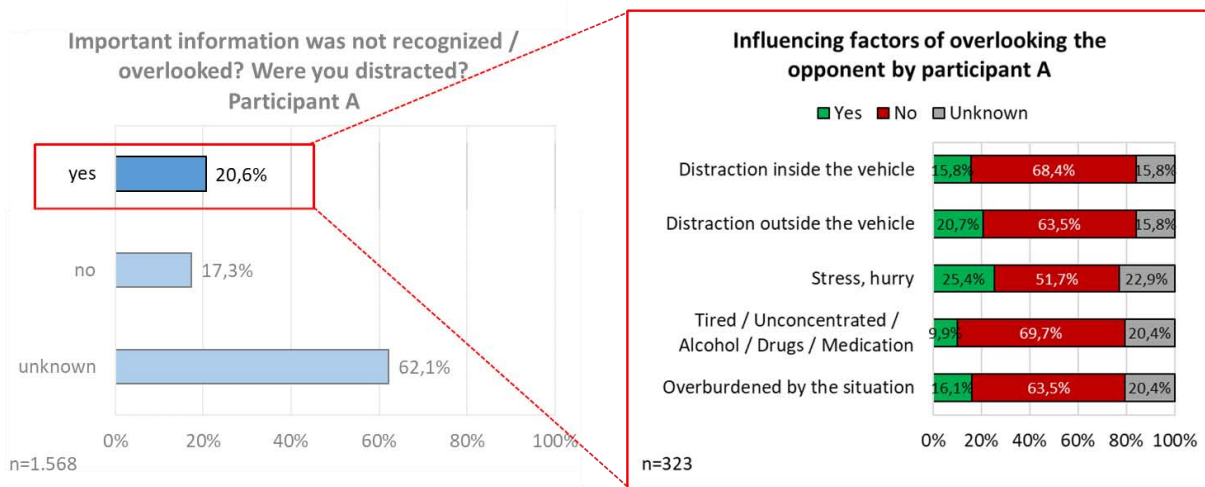 Important information was not recognized /
overlooked? Were you distracted?
Participant A
yes
20,6%
no
17,3%
unknown
62,1%
0% 20% 40% 60% 80% 100%
n=1.568
Influencing factors of overlooking the
opponent by participant A
Yes No Unknown
Distraction inside the vehicle
15,8% 68,4% 15,8%
Distraction outside the vehicle
20,7% 63,5% 15,8%
Stress, hurry
25,4% 51,7% 22,9%
Tired / Unconcentrated /
Alcohol / Drugs / Medication
9,9% 69,7% 20,4%
Overburdened by the situation
16,1% 63,5% 20,4%
0% 20% 40% 60% 80% 100%
n=323